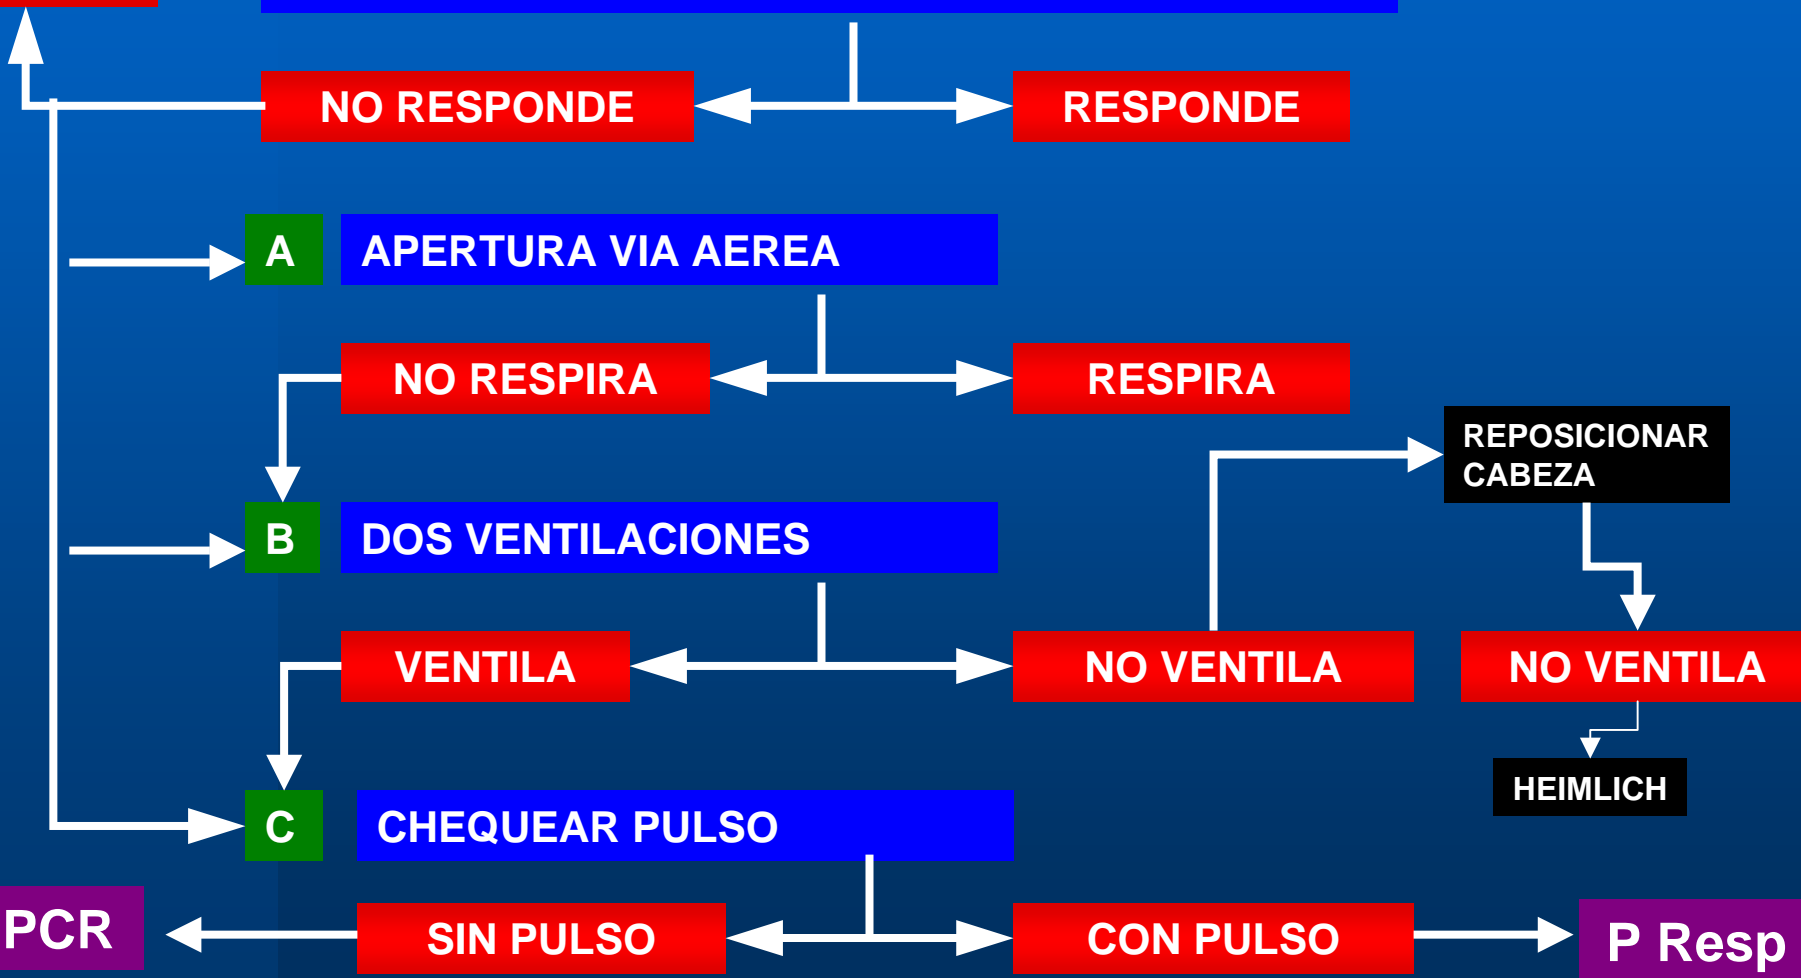 NO RESPONDE
RESPONDE
A
APERTURA VIA AEREA
NO RESPIRA
RESPIRA
REPOSICIONAR
CABEZA
B
DOS VENTILACIONES
VENTILA
NO VENTILA
NO VENTILA
HEIMLICH
C
CHEQUEAR PULSO
PCR
SIN PULSO
CON PULSO
P Resp